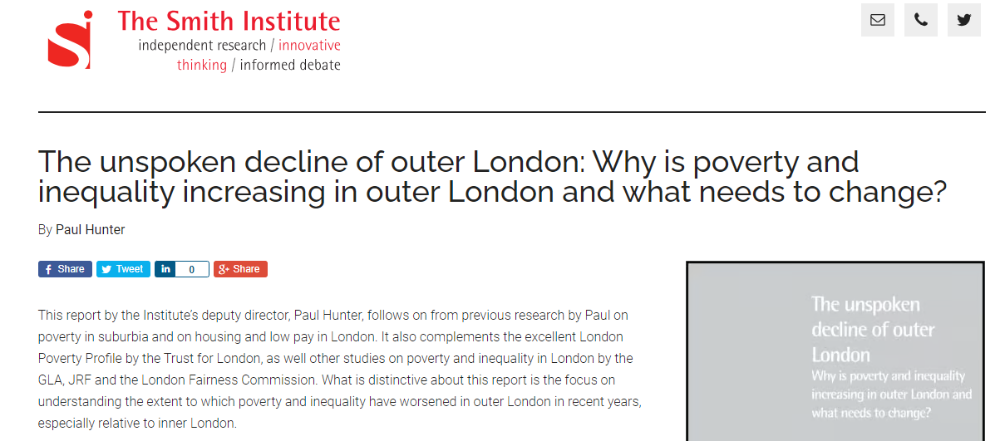 The Smith Institute
independent research / innovative
thinking / informed debate
The unspoken decline of outer London: Why is poverty and
inequality increasing in outer London and what needs to change?
By Paul Hunter
Share
Tweet
in 0
Share
This report by the Institute’s deputy director, Paul Hunter, follows on from previous research by Paul on
poverty in suburbia and on housing and low pay in London. It also complements the excellent London
Poverty Profile by the Trust for London, as well other studies on poverty and inequality in London by the
GLA, JRF and the London Fairness Commission. What is distinctive about this report is the focus on
understanding the extent to which poverty and inequality have worsened in outer London in recent years,
especially relative to inner London.
The unspoken
decline of outer
London
Why is poverty and inequality
increasing in outer London and
what needs to change?